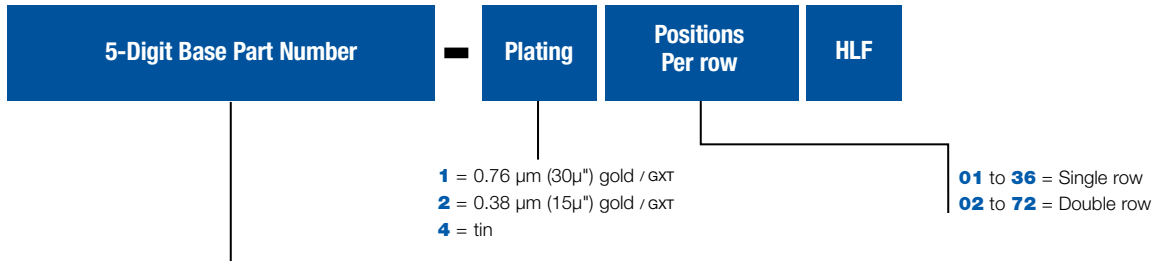 5-Digit Base Part Number - Plating Positions Per row HLF
1 = 0.76 µm (30µ") gold / GXT
2 = 0.38 µm (15µ") gold / GXT
4 = tin
01 to 36 = Single row
02 to 72 = Double row